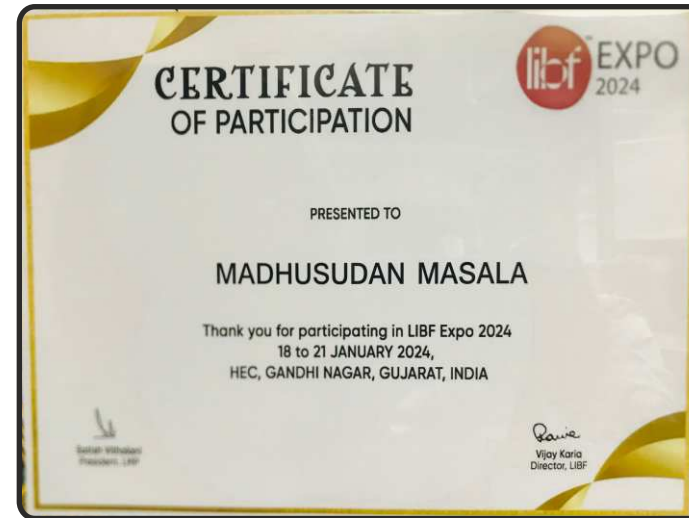 CERTIFICATE
OF PARTICIPATION
libf EXPO
2024
PRESENTED TO
MADHUSUDAN MASALA
Thank you for participating in LIBF Expo 2024
18 to 21 JANUARY 2024,
HEC, GANDHI NAGAR, GUJARAT, INDIA
President,
Vijay Karia
Director, LIBF